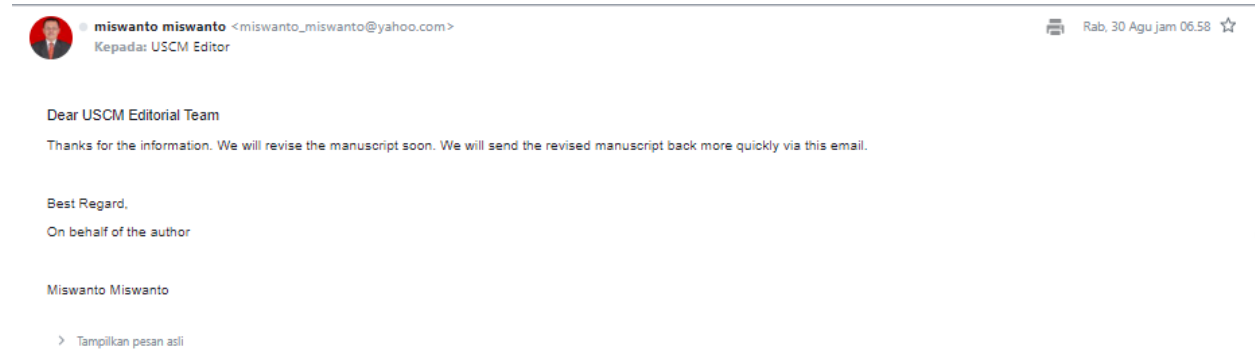 miswanto miswanto <miswanto_miswanto@yahoo.com>
Rab, 30 Agu jam 06.58
Kepada: USCM Editor
Dear USCM Editorial Team
Thanks for the information. We will revise the manuscript soon. We will send the revised manuscript back more quickly via this email.
Best Regard,
On behalf of the author
Miswanto Miswanto
Tampilkan pesan asli